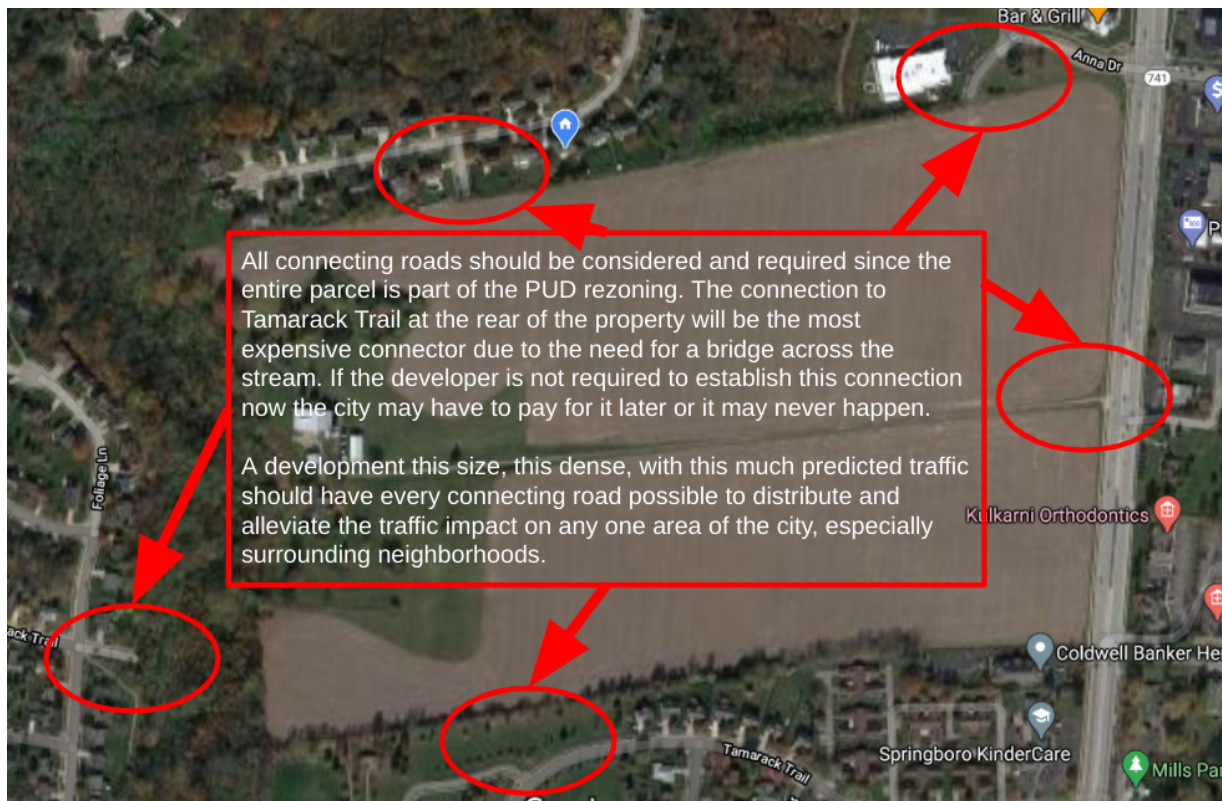 Bar & Grill
Anna Dr
741
All connecting roads should be considered and required since the
entire parcel is part of the PUD rezoning. The connection to
Tamarack Trail at the rear of the property will be the most
expensive connector due to the need for a bridge across the
stream. If the developer is not required to establish this connection
now the city may have to pay for it later or it may never happen.
A development this size, this dense, with this much predicted traffic
should have every connecting road possible to distribute and
alleviate the traffic impact on any one area of the city, especially
surrounding neighborhoods.
Foliage Ln
Kulkarni Orthodontics
ack Trail
Coldwell Banker He
Tamarack Trail
Springboro KinderCare
Mills Par